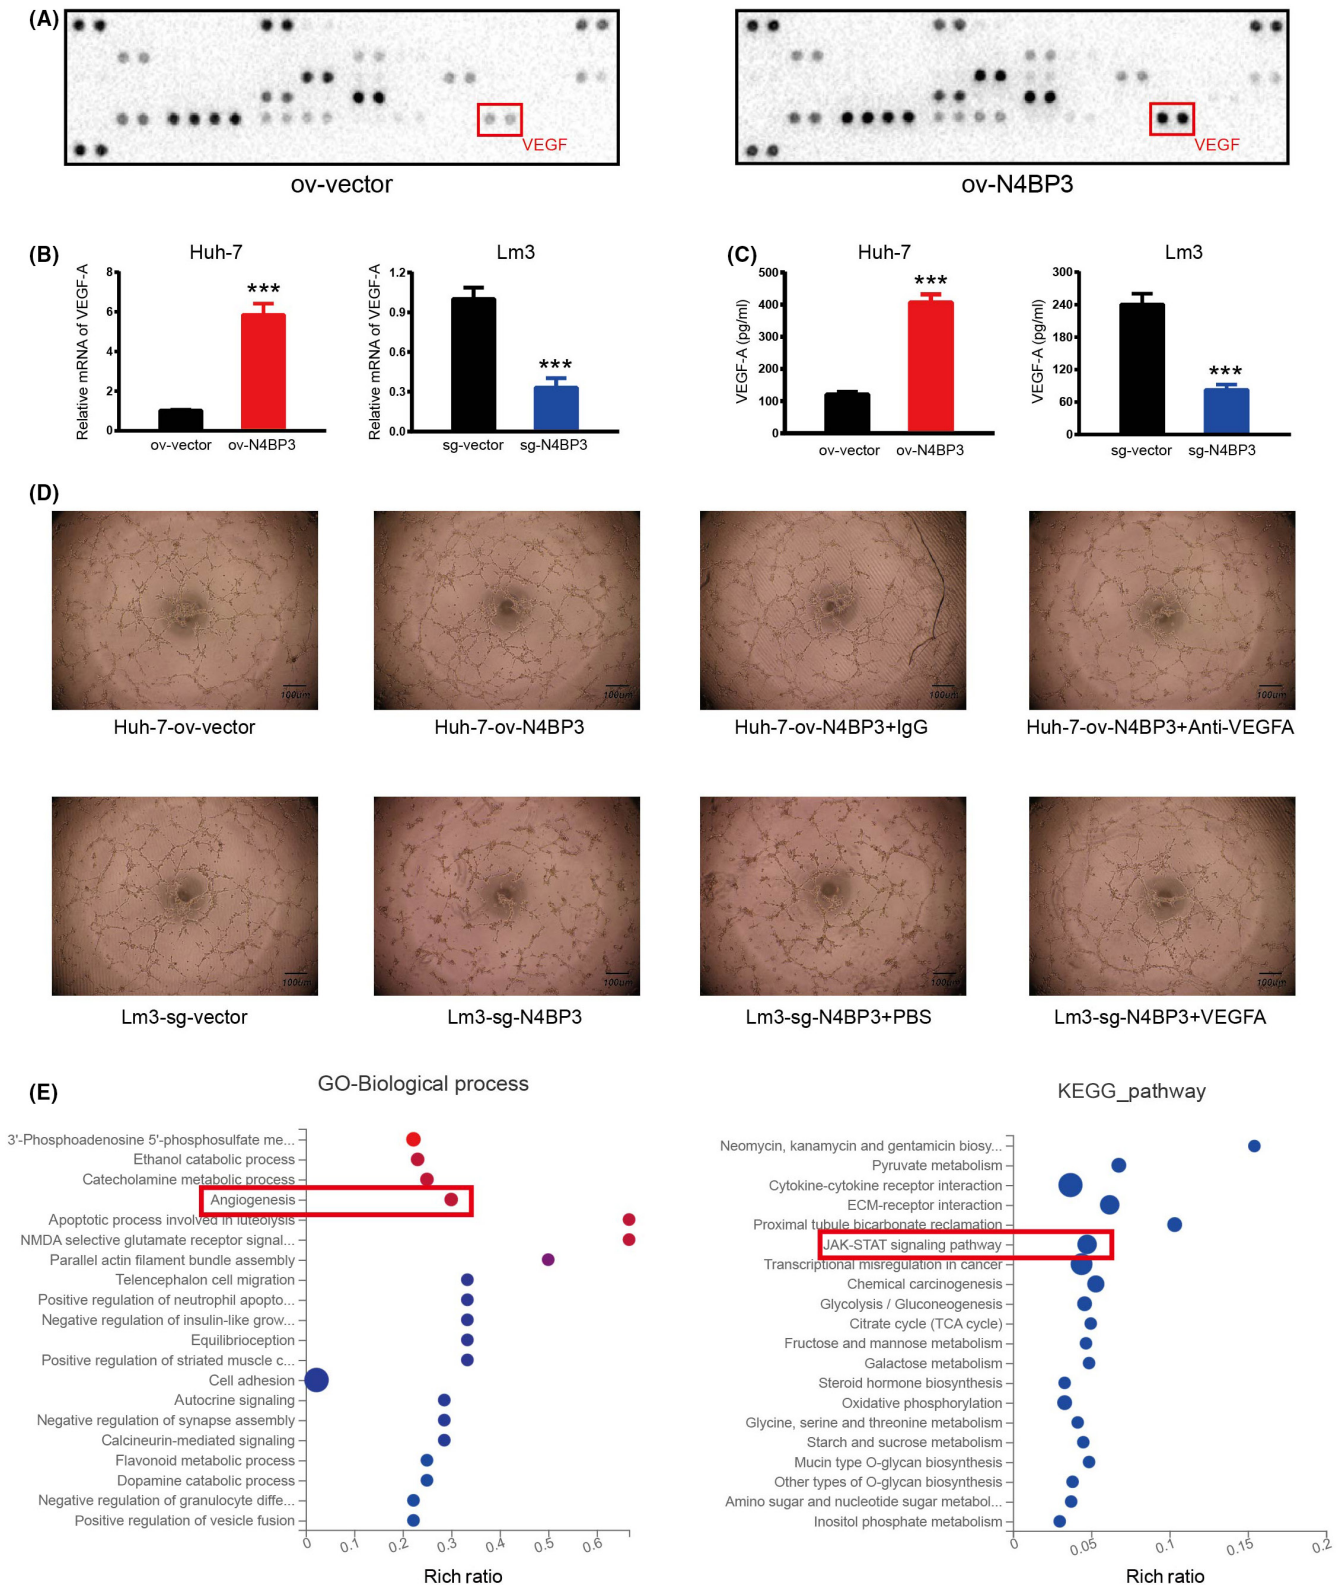 (A)
VEGF
VEGF
ov-vector
ov-N4BP3
(B)
Huh-7
Relative mRNA of VEGF-A
8
6
4
2
0
***
ov-vector
ov-N4BP3
Lm3
Relative mRNA of VEGF-A
1.2
0.9
0.6
0.3
0.0
***
sg-vector
sg-N4BP3
(C)
Huh-7
VEGF-A (pg/ml)
500
400
300
200
100
0
***
ov-vector
ov-N4BP3
Lm3
VEGF-A (pg/ml)
300
240
180
120
60
0
***
sg-vector
sg-N4BP3
(D)
100um
100um
100um
100um
Huh-7-ov-vector
Huh-7-ov-N4BP3
Huh-7-ov-N4BP3+IgG
Huh-7-ov-N4BP3+Anti-VEGFA
100um
100um
100um
100um
Lm3-sg-vector
Lm3-sg-N4BP3
Lm3-sg-N4BP3+PBS
Lm3-sg-N4BP3+VEGFA
(E)
GO-Biological process
3'-Phosphoadenosine 5'-phosphosulfate me...
Ethanol catabolic process
Catecholamine metabolic process
Angiogenesis
Apoptotic process involved in luteolysis
NMDA selective glutamate receptor signal...
Parallel actin filament bundle assembly
Telencephalon cell migration
Positive regulation of neutrophil apopto...
Negative regulation of insulin-like grow...
Equilibrioception
Positive regulation of striated muscle c...
Cell adhesion
Autocrine signaling
Negative regulation of synapse assembly
Calcineurin-mediated signaling
Flavonoid metabolic process
Dopamine catabolic process
Negative regulation of granulocyte diffe...
Positive regulation of vesicle fusion
0
0.1
0.2
0.3
0.4
0.5
0.6
Rich ratio
KEGG_pathway
Neomycin, kanamycin and gentamicin biosy...
Pyruvate metabolism
Cytokine-cytokine receptor interaction
ECM-receptor interaction
Proximal tubule bicarbonate reclamation
JAK-STAT signaling pathway
Transcriptional misregulation in cancer
Chemical carcinogenesis
Glycolysis / Gluconeogenesis
Citrate cycle (TCA cycle)
Fructose and mannose metabolism
Galactose metabolism
Steroid hormone biosynthesis
Oxidative phosphorylation
Glycine, serine and threonine metabolism
Starch and sucrose metabolism
Mucin type O-glycan biosynthesis
Other types of O-glycan biosynthesis
Amino sugar and nucleotide sugar metabol...
Inositol phosphate metabolism
0
0.05
0.1
0.15
0.2
Rich ratio